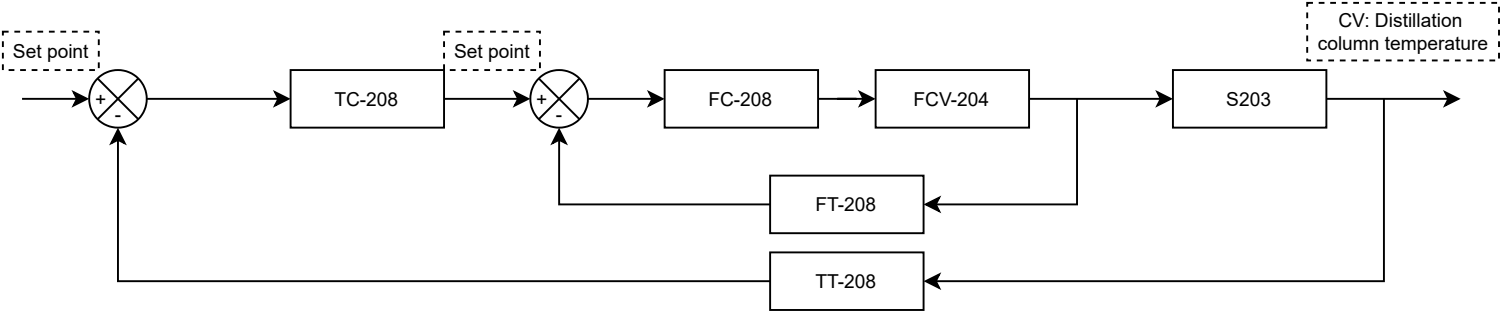 Set point
Set point
CV: Distillation
column temperature
+
-
TC-208
+
-
FC-208
FCV-204
S203
FT-208
TT-208